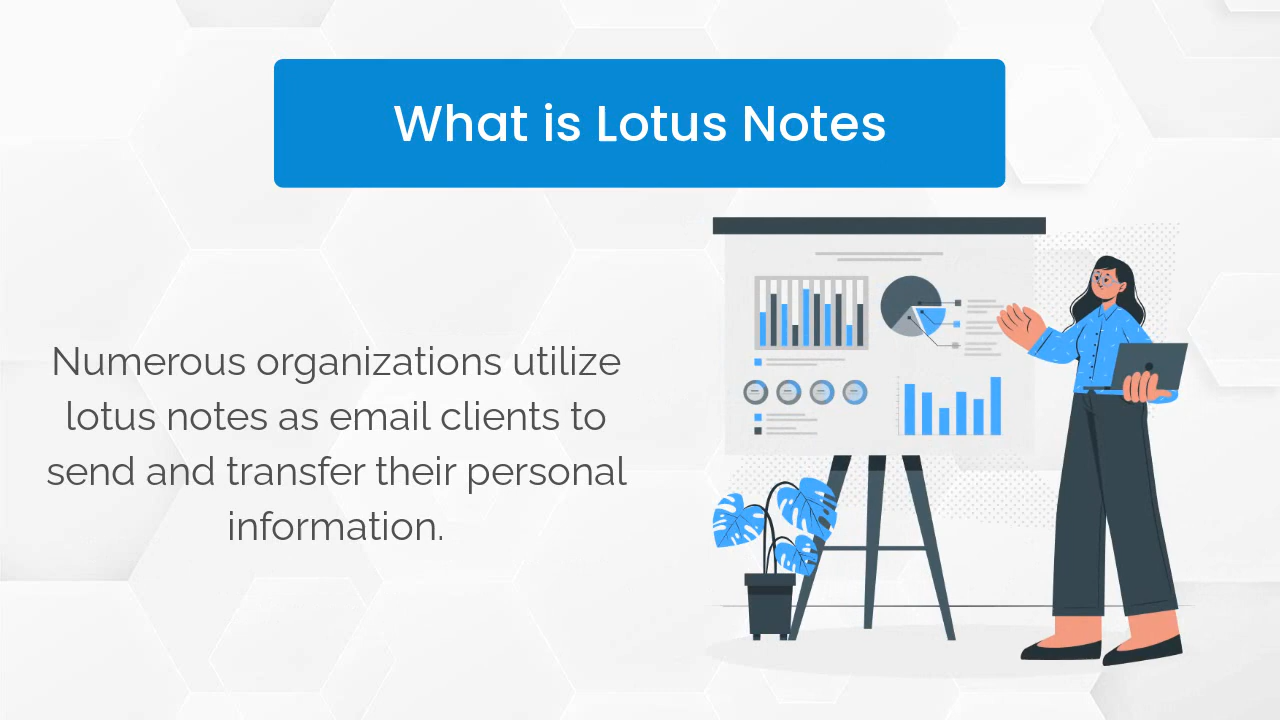 What is Lotus Notes
Numerous organizations utilize
lotus notes as email clients to
send and transfer their personal
information.